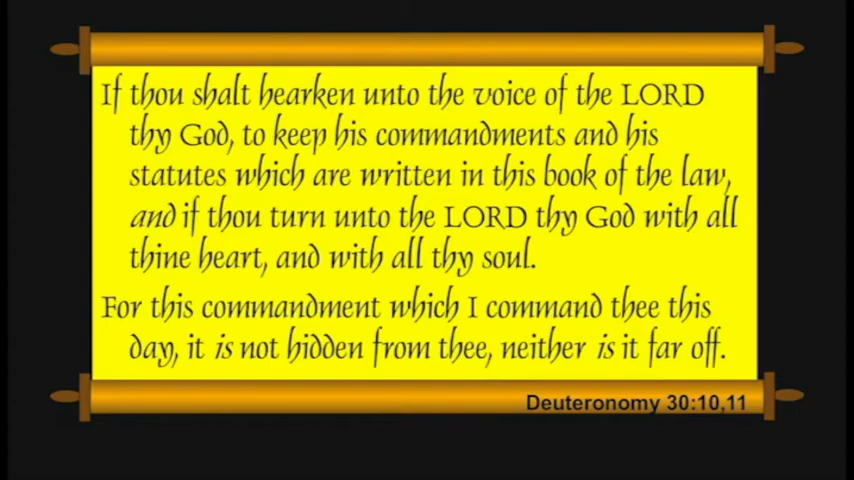 If thou shalt hearken unto the voice of the LORD
thy God, to keep his commandments and his
statutes which are written in this book of the law,
and if thou turn unto the LORD thy God with all
thine heart, and with all thy soul.
For this commandment which I command thee this
day, it is not hidden from thee, neither is it far off.
Deuteronomy 30:10,11